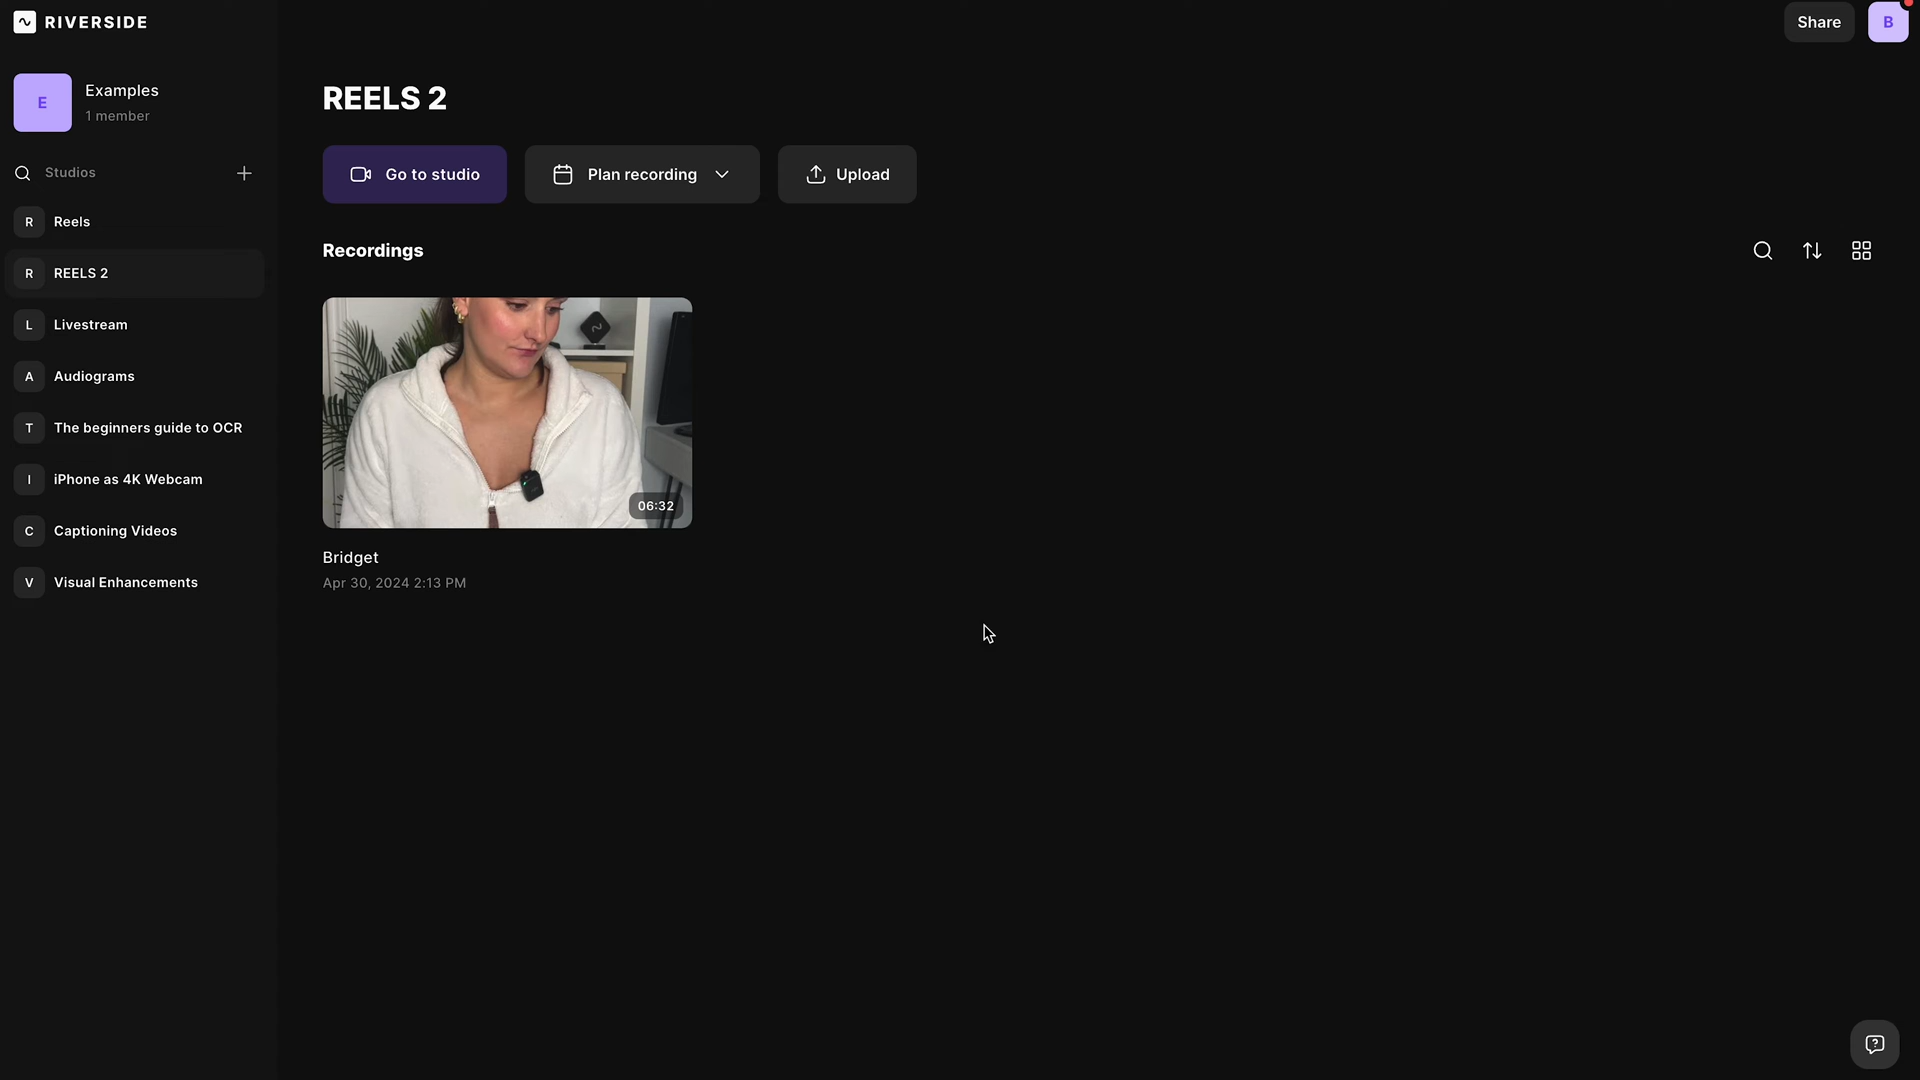 RIVERSIDE
Share
B
E
Examples
1 member
Studios
R Reels
R REELS 2
L Livestream
A Audiograms
T The beginners guide to OCR
I iPhone as 4K Webcam
C Captioning Videos
V Visual Enhancements
REELS 2
Go to studio
Plan recording
Upload
Recordings
06:32
Bridget
Apr 30, 2024 2:13 PM